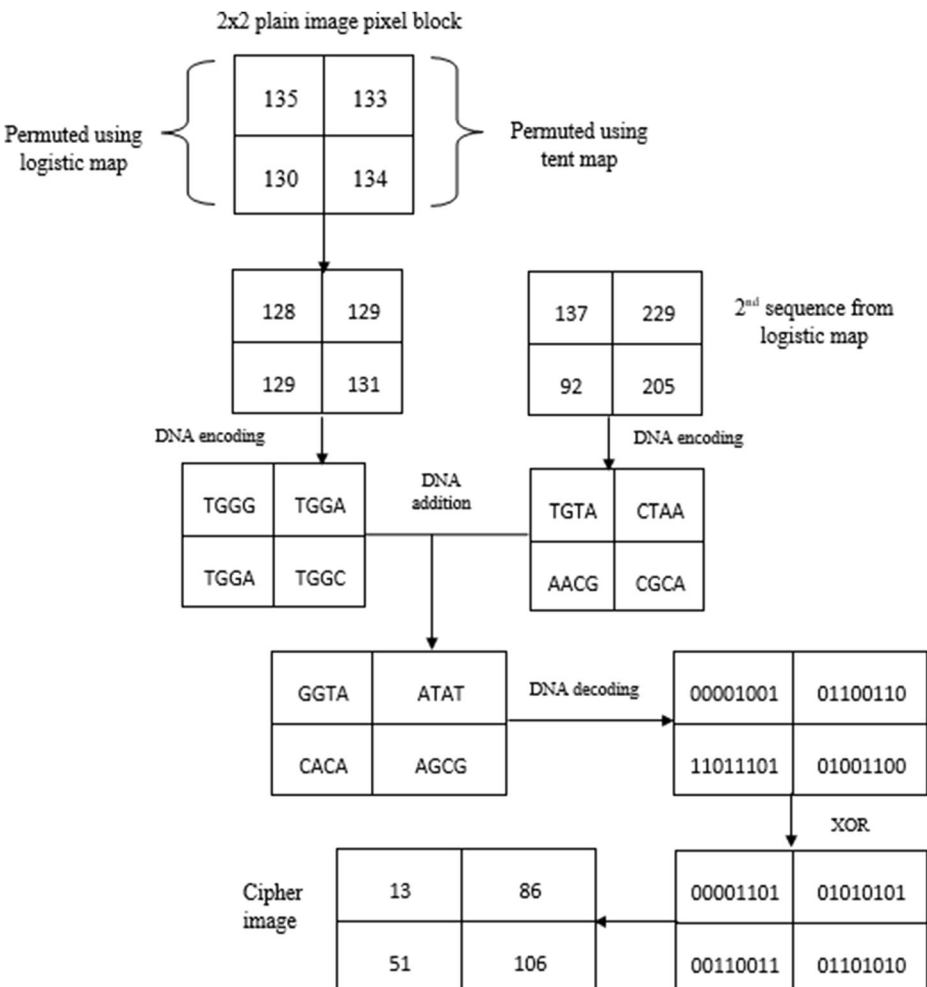 2x2 plain image pixel block
135 133
Permuted using
logistic map
Permuted using
tent map
130 134
128 129
137 229
2nd sequence from
logistic map
129 131
92 205
DNA encoding
DNA encoding
TGGG TGGA
DNA
addition
TGTA CTAA
TGGA TGGC
AACG CGCA
GGTA ATAT
DNA decoding
00001001 01100110
CACA AGCG
11011101 01001100
XOR
13 86
Cipher
image
00001101 01010101
51 106
00110011 01101010